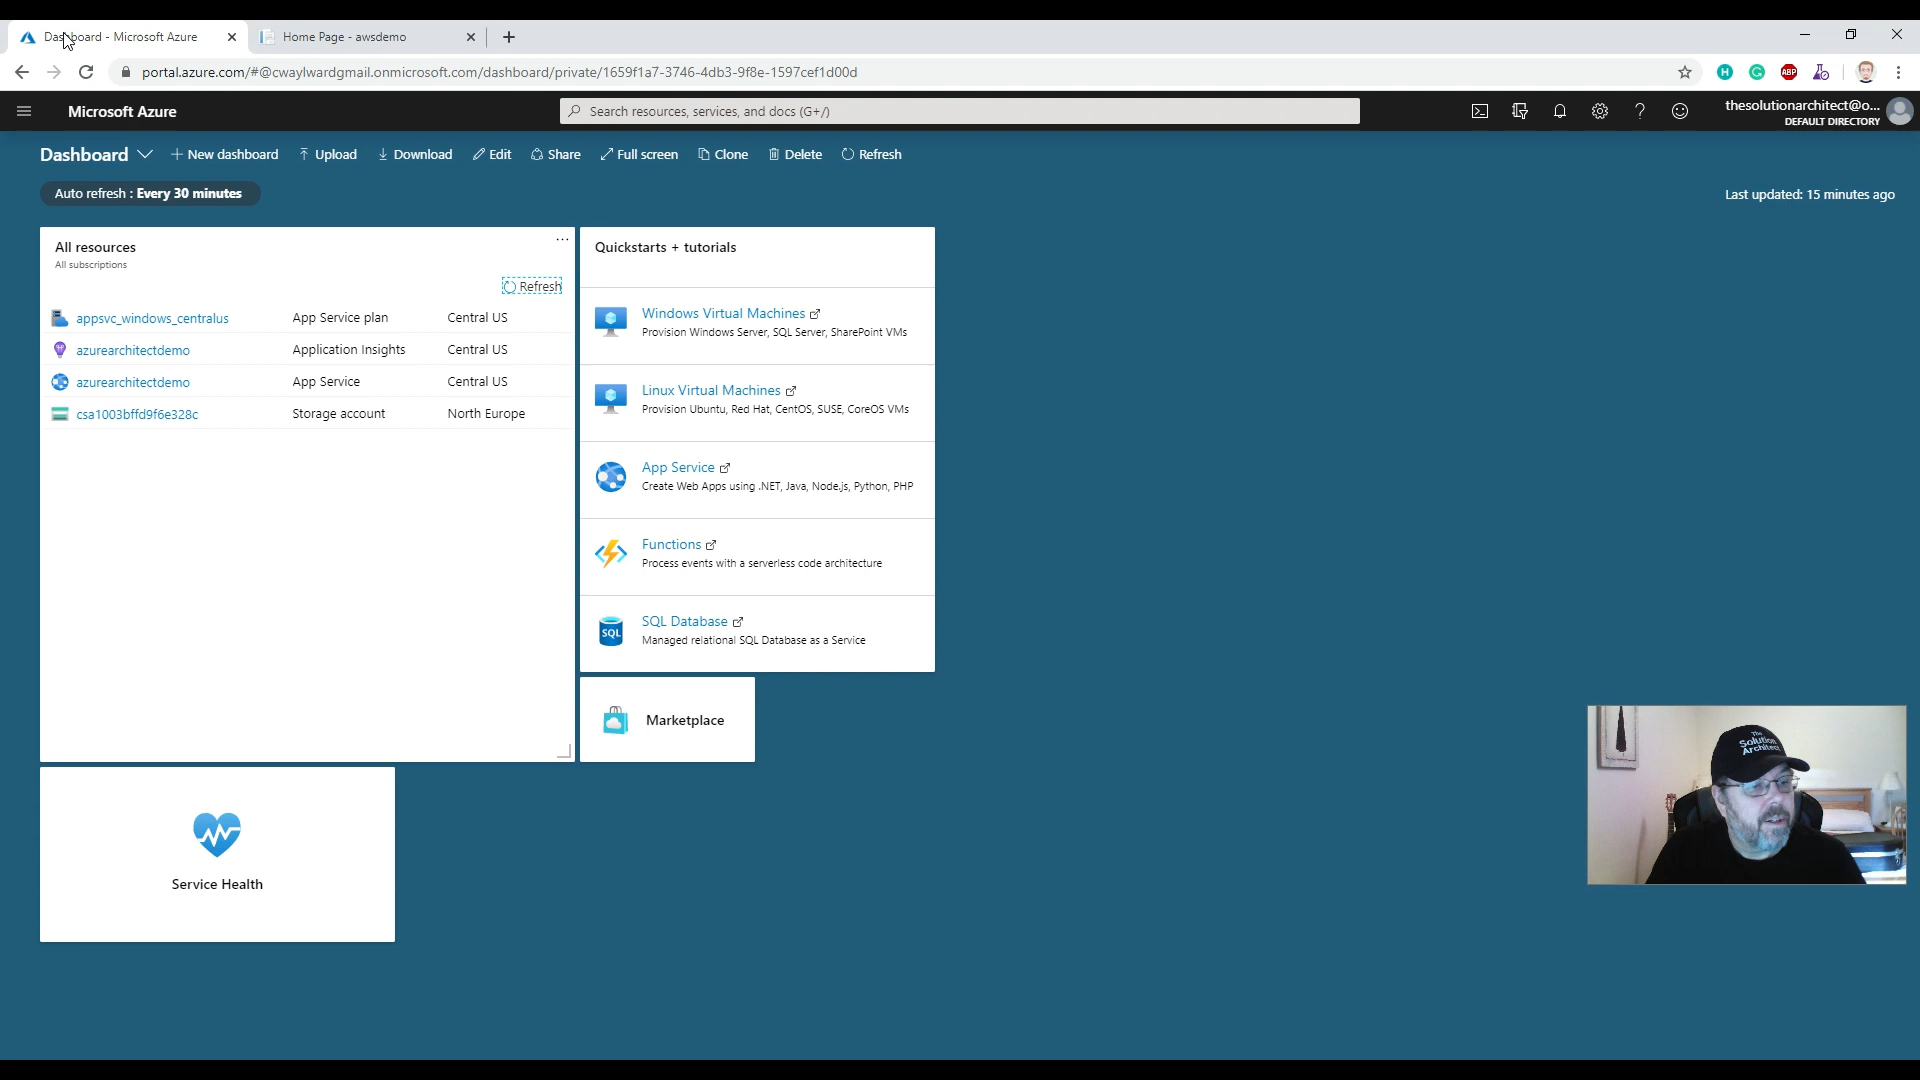 Dashboard - Microsoft Azure
Home Page - awsdemo
portal.azure.com/#@cwaylwardgmail.onmicrosoft.com/dashboard/private/1659f1a7-3746-4db3-9f8e-1597cef1d00d
H
G
ABP
Microsoft Azure
Search resources, services, and docs (G+/)
thesolutionarchitect@o...
DEFAULT DIRECTORY
Dashboard
New dashboard
Upload
Download
Edit
Share
Full screen
Clone
Delete
Refresh
Auto refresh : Every 30 minutes
Last updated: 15 minutes ago
All resources
All subscriptions
Refresh
appsvc_windows_centralus App Service plan Central US
azurearchitectdemo Application Insights Central US
azurearchitectdemo App Service Central US
csa1003bffd9f6e328c Storage account North Europe
Quickstarts + tutorials
Windows Virtual Machines
Provision Windows Server, SQL Server, SharePoint VMs
Linux Virtual Machines
Provision Ubuntu, Red Hat, CentOS, SUSE, CoreOS VMs
App Service
Create Web Apps using .NET, Java, Node.js, Python, PHP
Functions
Process events with a serverless code architecture
SQL
SQL Database
Managed relational SQL Database as a Service
Marketplace
Service Health
The
Solution
Architect